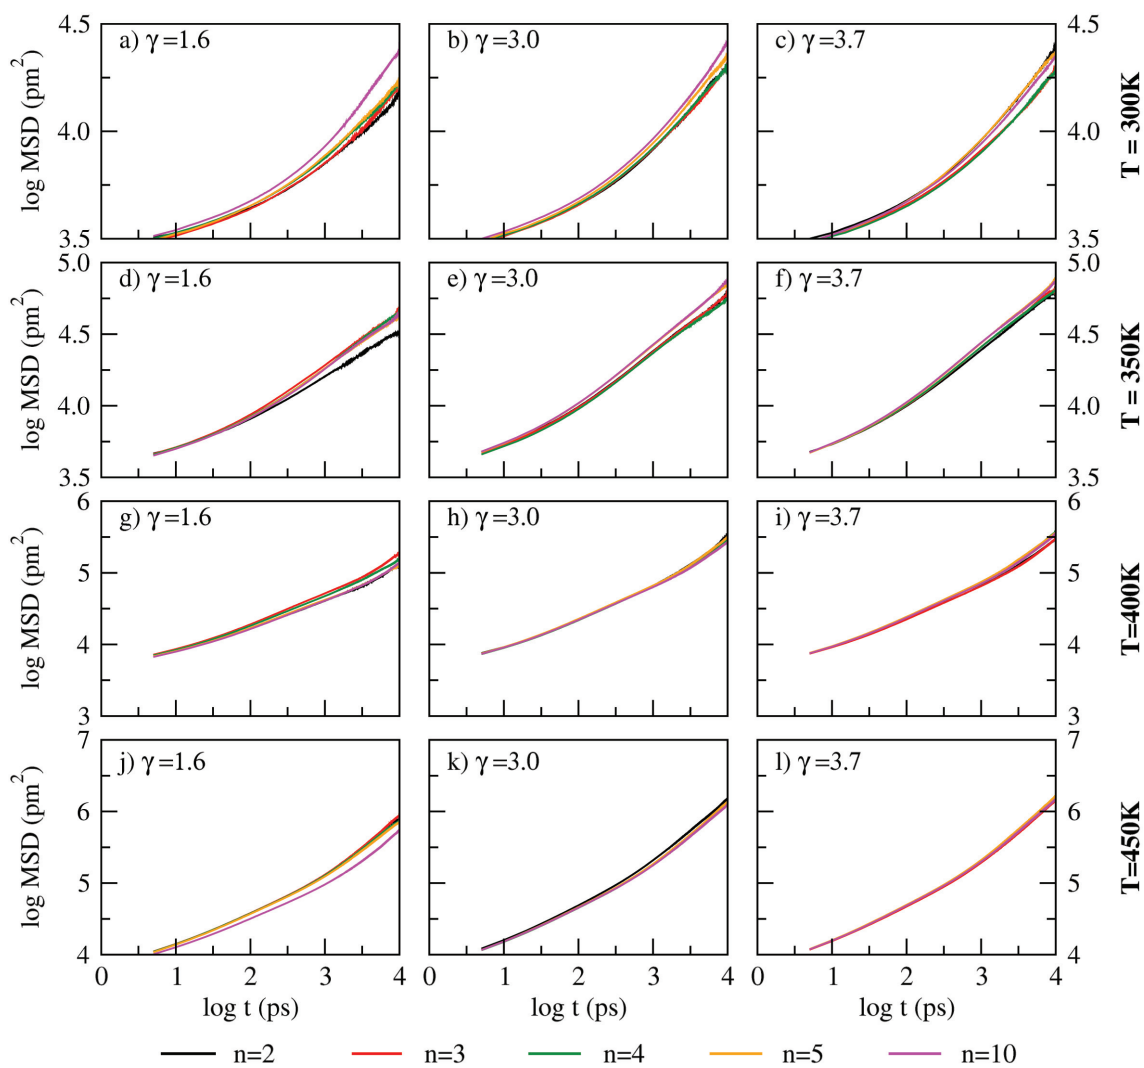 a) γ=1.6
b) γ=3.0
c) γ=3.7
4.5
4.0
3.5
log MSD (pm²)
4.5
4.0
3.5
T = 300K
d) γ=1.6
e) γ=3.0
f) γ=3.7
5.0
4.5
4.0
3.5
log MSD (pm²)
5.0
4.5
4.0
3.5
T = 350K
g) γ=1.6
h) γ=3.0
i) γ=3.7
6
5
4
3
log MSD (pm²)
6
5
4
3
T=400K
j) γ=1.6
k) γ=3.0
l) γ=3.7
7
6
5
4
log MSD (pm²)
7
6
5
4
T=450K
0 1 2 3 4
0 1 2 3 4
0 1 2 3 4
log t (ps)
log t (ps)
log t (ps)
n=2 n=3 n=4 n=5 n=10